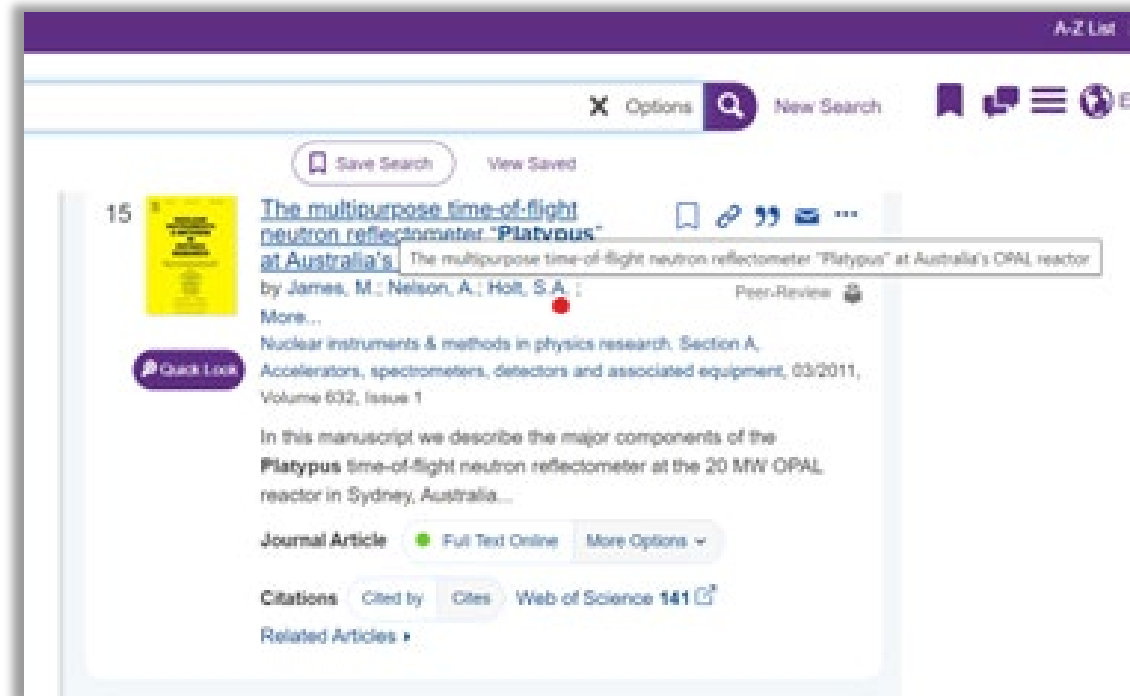 A-Z List
X Options New Search E
Save Search View Saved
15
The multipurpose time-of-flight
neutron reflectometer "Platypus"
at Australia's
The multipurpose time-of-flight neutron reflectometer "Platypus" at Australia's OPAL reactor
by James, M.; Nelson, A.; Holt, S.A. ;
Peer-Review
More...
Nuclear instruments & methods in physics research. Section A,
Quick Look
Accelerators, spectrometers, detectors and associated equipment, 03/2011,
Volume 632, Issue 1
In this manuscript we describe the major components of the
Platypus time-of-flight neutron reflectometer at the 20 MW OPAL
reactor in Sydney, Australia...
Journal Article Full Text Online More Options
Citations Cited by Cites Web of Science 141
Related Articles